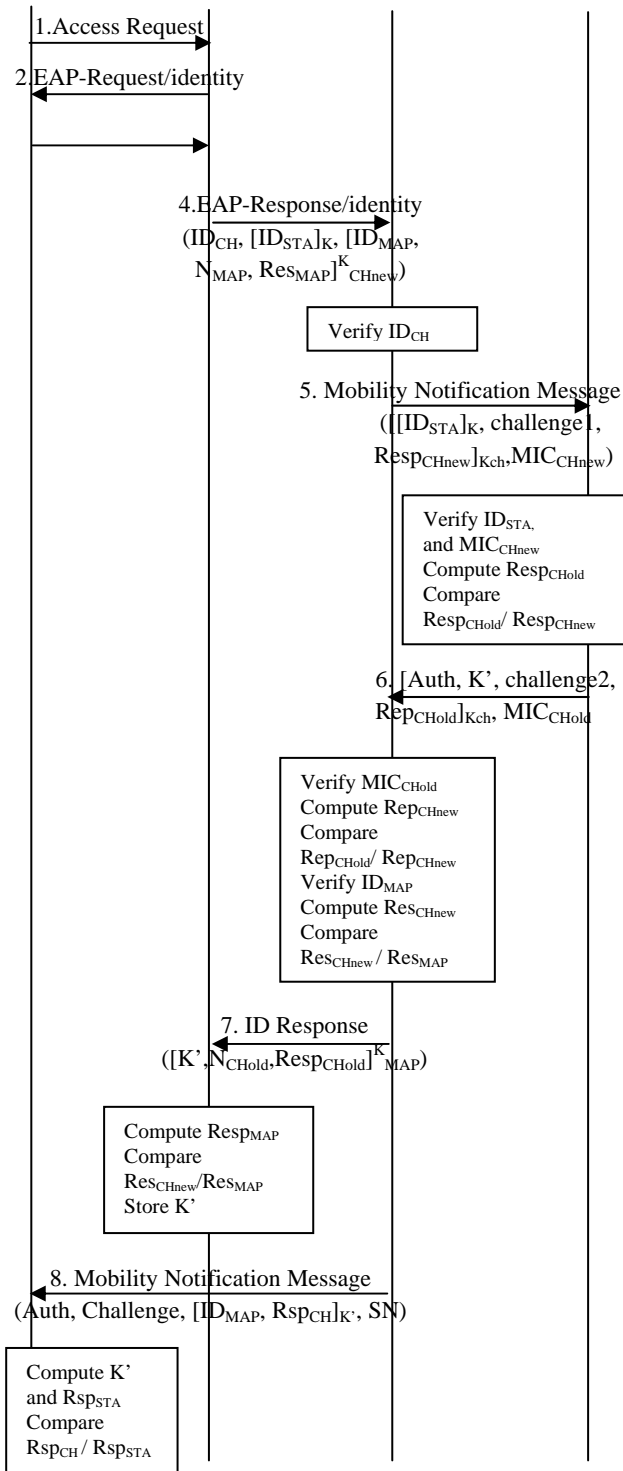 1.Access Request
2.EAP-Request/identity
4.EAP-Response/identity
(ID_CH, [ID_STA]_K, [ID_MAP,
N_MAP, Res_MAP]^K_CHnew)
Verify ID_CH
5. Mobility Notification Message
([[ID_STA]_K, challenge1,
Resp_CHnew]_Kch,MIC_CHnew)
Verify ID_STA,
and MIC_CHnew
Compute Resp_CHold
Compare
Resp_CHold/ Resp_CHnew
6. [Auth, K’, challenge2,
Rep_CHold]_Kch, MIC_CHold
Verify MIC_CHold
Compute Rep_CHnew
Compare
Rep_CHold/ Rep_CHnew
Verify ID_MAP
Compute Res_CHnew
Compare
Res_CHnew / Res_MAP
7. ID Response
([K’,N_CHold,Resp_CHold]^K_MAP)
Compute Resp_MAP
Compare
Res_CHnew/Res_MAP
Store K’
8. Mobility Notification Message
(Auth, Challenge, [ID_MAP, Rsp_CH]_K’, SN)
Compute K’
and Rsp_STA
Compare
Rsp_CH / Rsp_STA